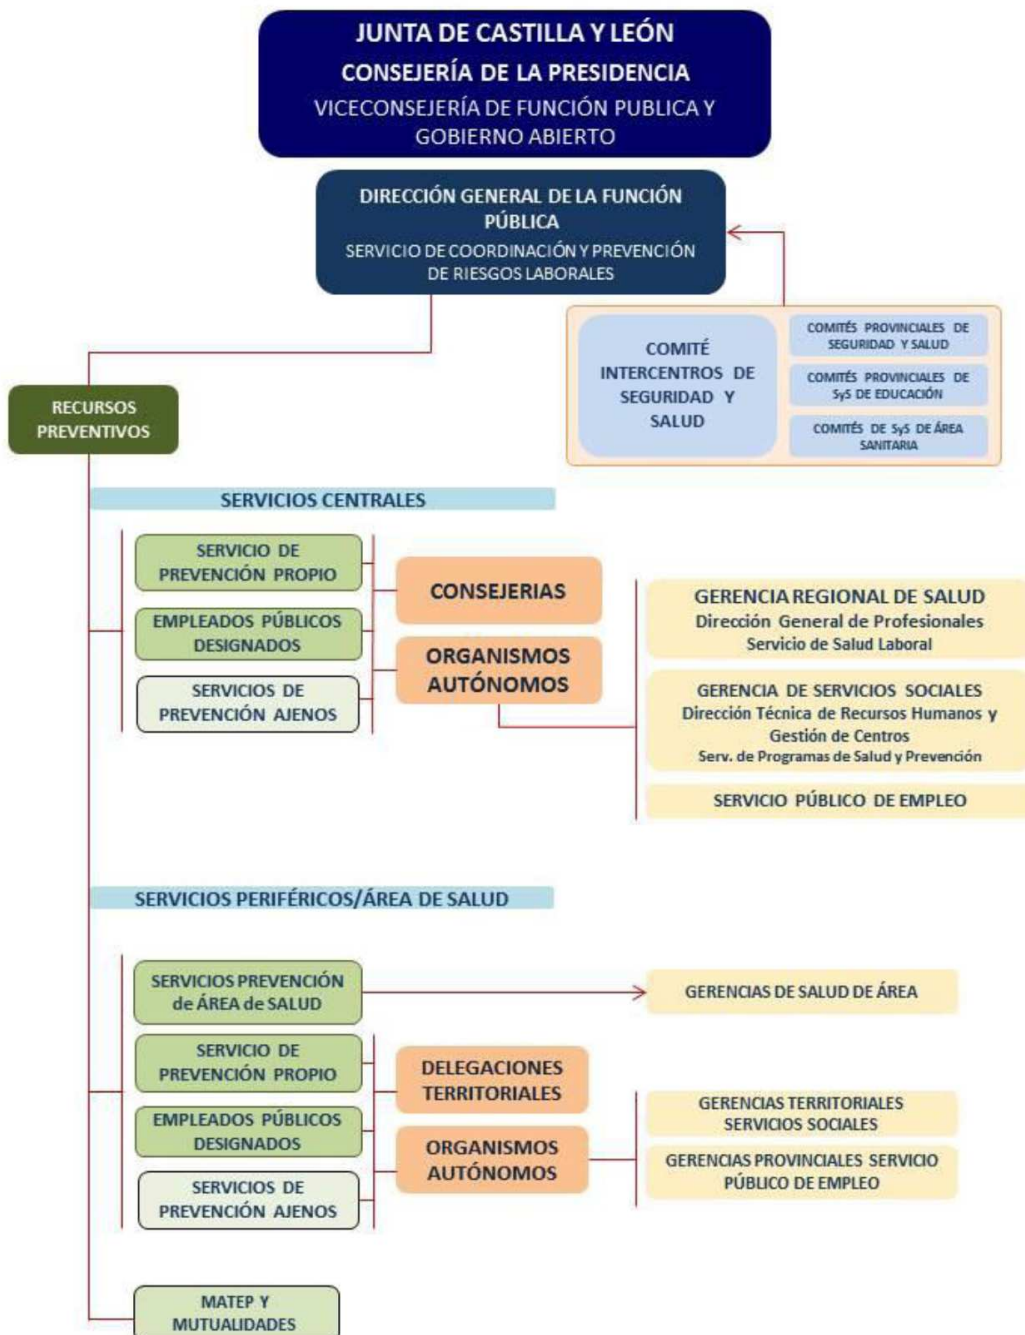 JUNTA DE CASTILLA Y LEÓN
CONSEJERÍA DE LA PRESIDENCIA
VICECONSEJERÍA DE FUNCIÓN PUBLICA Y
GOBIERNO ABIERTO
DIRECCIÓN GENERAL DE LA FUNCIÓN
PÚBLICA
SERVICIO DE COORDINACIÓN Y PREVENCIÓN
DE RIESGOS LABORALES
COMITÉ
INTERCENTROS DE
SEGURIDAD Y
SALUD
COMITÉS PROVINCIALES DE
SEGURIDAD Y SALUD
COMITÉS PROVINCIALES DE
SyS DE EDUCACIÓN
COMITÉS DE SyS DE ÁREA
SANITARIA
RECURSOS
PREVENTIVOS
SERVICIOS CENTRALES
SERVICIO DE
PREVENCIÓN PROPIO
EMPLEADOS PÚBLICOS
DESIGNADOS
SERVICIOS DE
PREVENCIÓN AJENOS
CONSEJERIAS
ORGANISMOS
AUTÓNOMOS
GERENCIA REGIONAL DE SALUD
Dirección General de Profesionales
Servicio de Salud Laboral
GERENCIA DE SERVICIOS SOCIALES
Dirección Técnica de Recursos Humanos y
Gestión de Centros
Serv. de Programas de Salud y Prevención
SERVICIO PÚBLICO DE EMPLEO
SERVICIOS PERIFÉRICOS/ÁREA DE SALUD
SERVICIOS PREVENCIÓN
de ÁREA de SALUD
GERENCIAS DE SALUD DE ÁREA
SERVICIO DE
PREVENCIÓN PROPIO
EMPLEADOS PÚBLICOS
DESIGNADOS
SERVICIOS DE
PREVENCIÓN AJENOS
DELEGACIONES
TERRITORIALES
ORGANISMOS
AUTÓNOMOS
GERENCIAS TERRITORIALES
SERVICIOS SOCIALES
GERENCIAS PROVINCIALES SERVICIO
PÚBLICO DE EMPLEO
MATEP Y
MUTUALIDADES